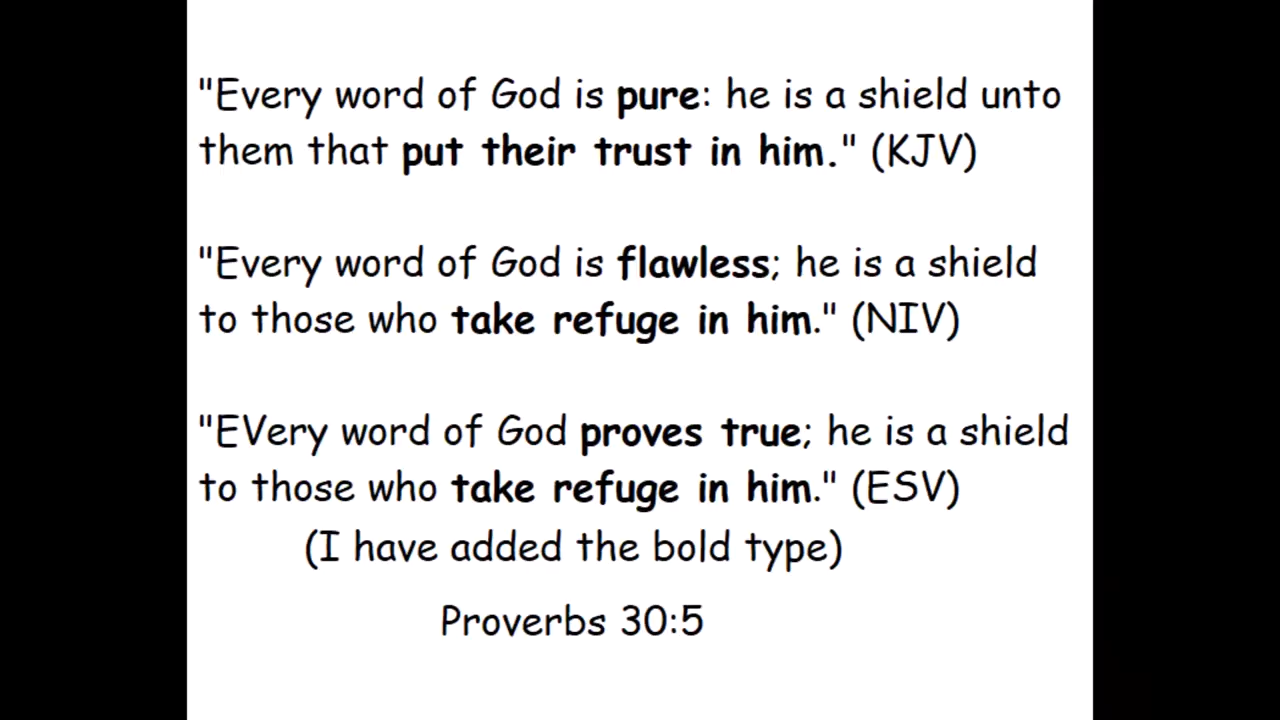 "Every word of God is pure: he is a shield unto
them that put their trust in him." (KJV)
"Every word of God is flawless; he is a shield
to those who take refuge in him." (NIV)
"EVery word of God proves true; he is a shield
to those who take refuge in him." (ESV)
(I have added the bold type)
Proverbs 30:5